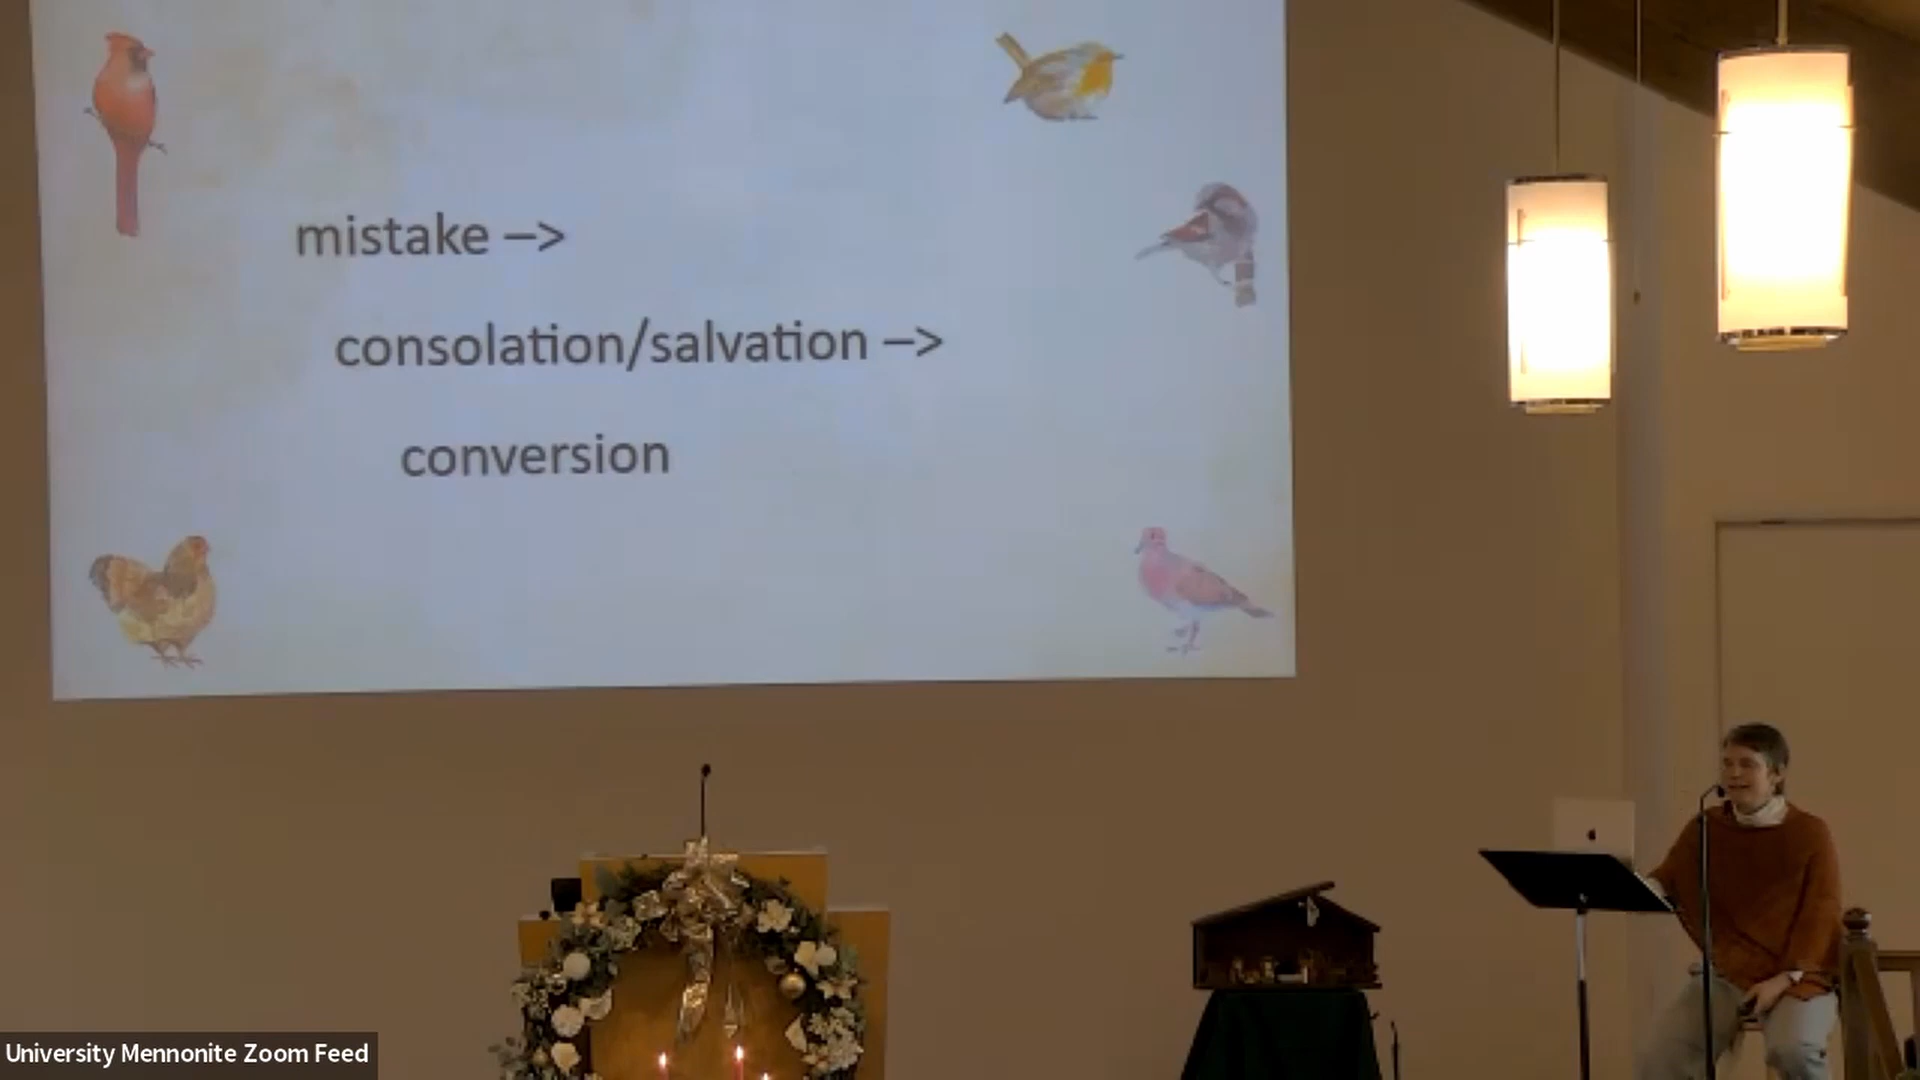 mistake –>
consolation/salvation –>
conversion
University Mennonite Zoom Feed